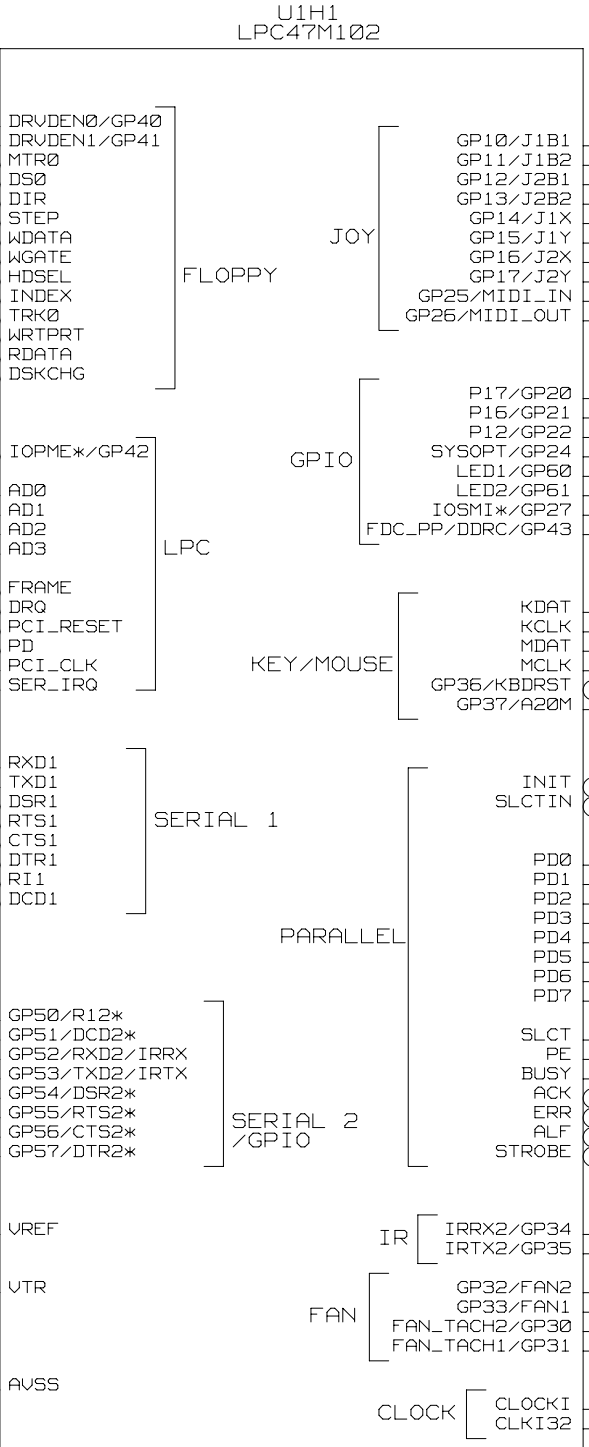 U1H1
LPC47M102
DRVDEN0/GP40
DRVDEN1/GP41
MTR0
DS0
DIR
STEP
WDATA
WGATE
HDSEL
INDEX
TRK0
WRTPRT
RDATA
DSKCHG
FLOPPY
IOPME*/GP42
AD0
AD1
AD2
AD3
FRAME
DRQ
PCI_RESET
PD
PCI_CLK
SER_IRQ
LPC
RXD1
TXD1
DSR1
RTS1
CTS1
DTR1
RI1
DCD1
SERIAL 1
GP50/R12*
GP51/DCD2*
GP52/RXD2/IRRX
GP53/TXD2/IRTX
GP54/DSR2*
GP55/RTS2*
GP56/CTS2*
GP57/DTR2*
SERIAL 2
/GPIO
VREF
VTR
AVSS
JOY
GP10/J1B1
GP11/J1B2
GP12/J2B1
GP13/J2B2
GP14/J1X
GP15/J1Y
GP16/J2X
GP17/J2Y
GP25/MIDI_IN
GP26/MIDI_OUT
GPIO
P17/GP20
P16/GP21
P12/GP22
SYSOPT/GP24
LED1/GP60
LED2/GP61
IOSMI*/GP27
FDC_PP/DDRC/GP43
KEY/MOUSE
KDAT
KCLK
MDAT
MCLK
GP36/KBDRST
GP37/A20M
PARALLEL
INIT
SLCTIN
PD0
PD1
PD2
PD3
PD4
PD5
PD6
PD7
SLCT
PE
BUSY
ACK
ERR
ALF
STROBE
IR
IRRX2/GP34
IRTX2/GP35
FAN
GP32/FAN2
GP33/FAN1
FAN_TACH2/GP30
FAN_TACH1/GP31
CLOCK
CLOCKI
CLKI32